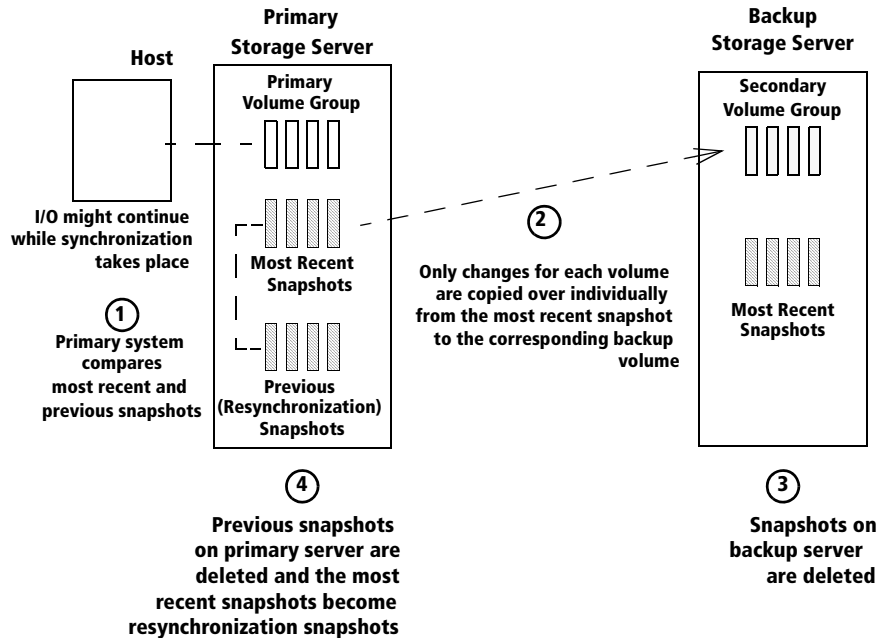 Primary
Storage Server
Backup
Storage Server
Host
Primary
Volume Group
Secondary
Volume Group
I/O might continue
while synchronization
takes place
Most Recent
Snapshots
1
Primary system
compares
most recent and
previous snapshots
Previous
(Resynchronization)
Snapshots
2
Only changes for each volume
are copied over individually
from the most recent snapshot
to the corresponding backup
volume
Most Recent
Snapshots
4
Previous snapshots
on primary server are
deleted and the most
recent snapshots become
resynchronization snapshots
3
Snapshots on
backup server
are deleted